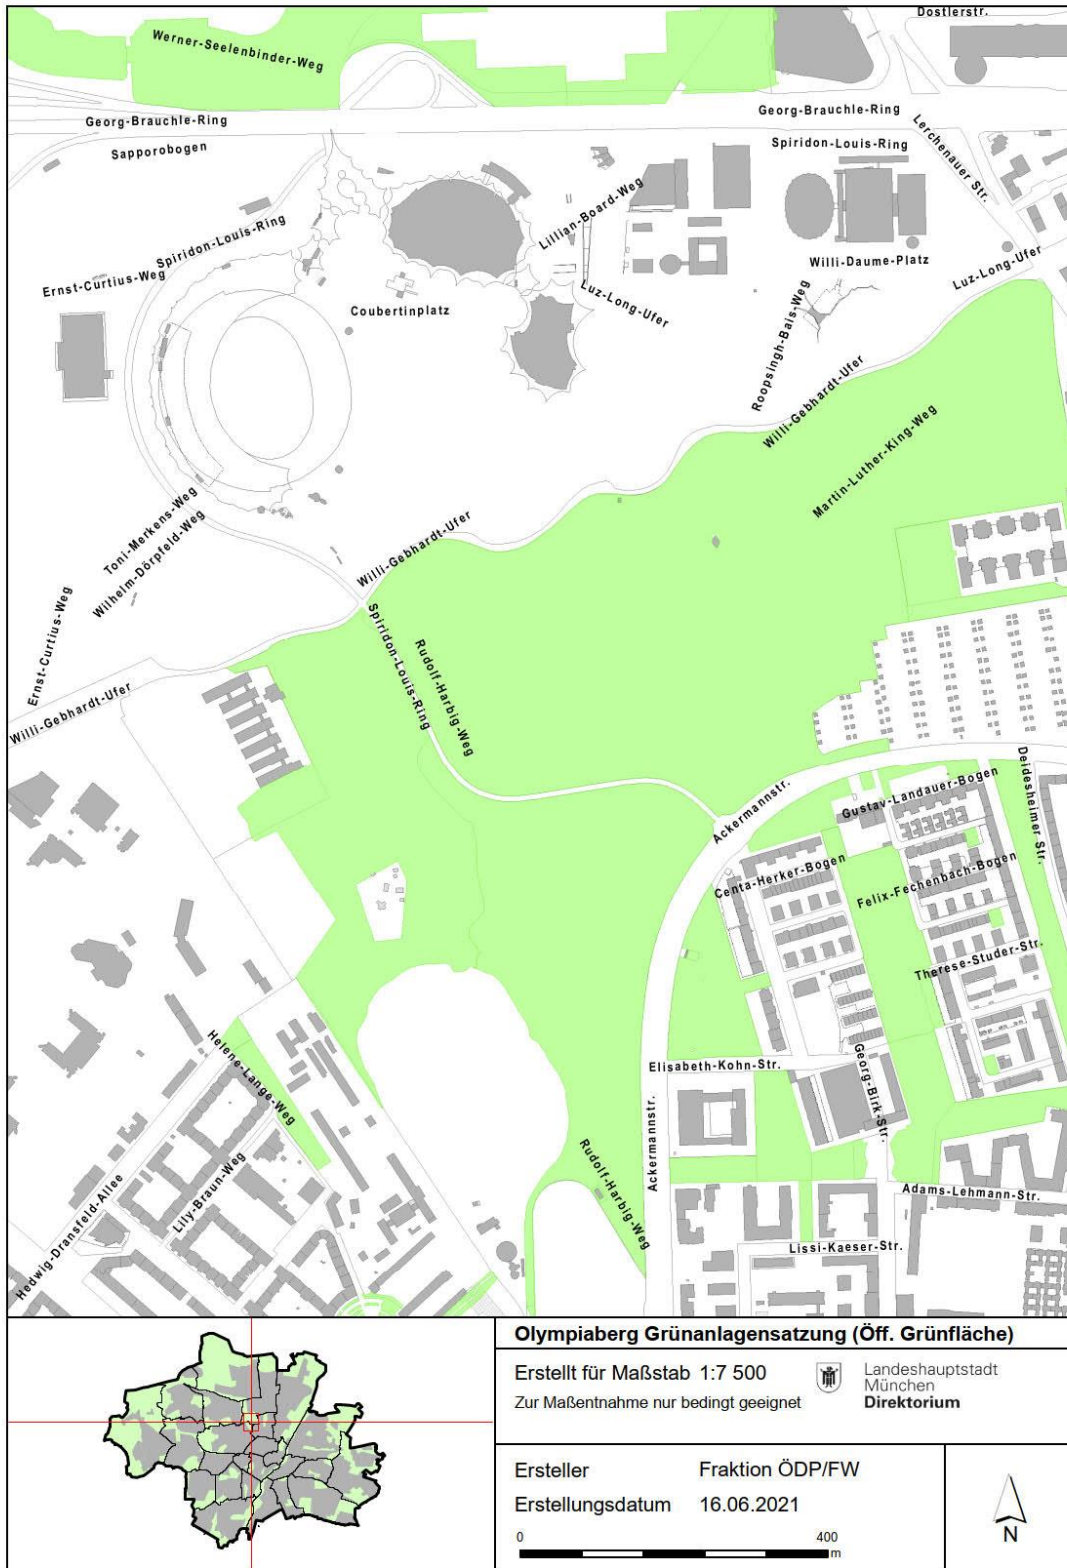 Dostlerstr.
Werner-Seelenbinder-Weg
Georg-Brauchle-Ring
Georg-Brauchle-Ring
Sapporobogen
Spiridon-Louis-Ring
Lerchenauer Str.
Lillian-Board-Weg
Spiridon-Louis-Ring
Ernst-Curtius-Weg
Willi-Daume-Platz
Luz-Long-Ufer
Coubertinplatz
Luz-Long-Ufer
Roopsingh-Bais-Weg
Willi-Gebhardt-Ufer
Martin-Luther-King-Weg
Toni-Merkens-Weg
Wilhelm-Dörpfeld-Weg
Willi-Gebhardt-Ufer
Ernst-Curtius-Weg
Spiridon-Louis-Ring
Rudolf-Harbig-Weg
Willi-Gebhardt-Ufer
Ackermannstr.
Gustav-Landauer-Bogen
Deidesheimer Str.
Centa-Herker-Bogen
Felix-Fechenbach-Bogen
Therese-Studer-Str.
Helene-Lange-Weg
Elisabeth-Kohn-Str.
Georg-Birk-Str.
Ackermannstr.
Rudolf-Harbig-Weg
Lily-Braun-Weg
Hedwig-Dransfeld-Allee
Adams-Lehmann-Str.
Lissi-Kaeser-Str.
Olympiaberg Grünanlagensatzung (Öff. Grünfläche)
Erstellt für Maßstab 1:7 500
Zur Maßentnahme nur bedingt geeignet
Landeshauptstadt
München
Direktorium
Ersteller Fraktion ÖDP/FW
Erstellungsdatum 16.06.2021
0 400
m
N